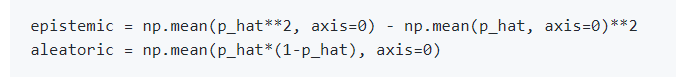 epistemic = np.mean(p_hat**2, axis=0) - np.mean(p_hat, axis=0)**2
aleatoric = np.mean(p_hat*(1-p_hat), axis=0)